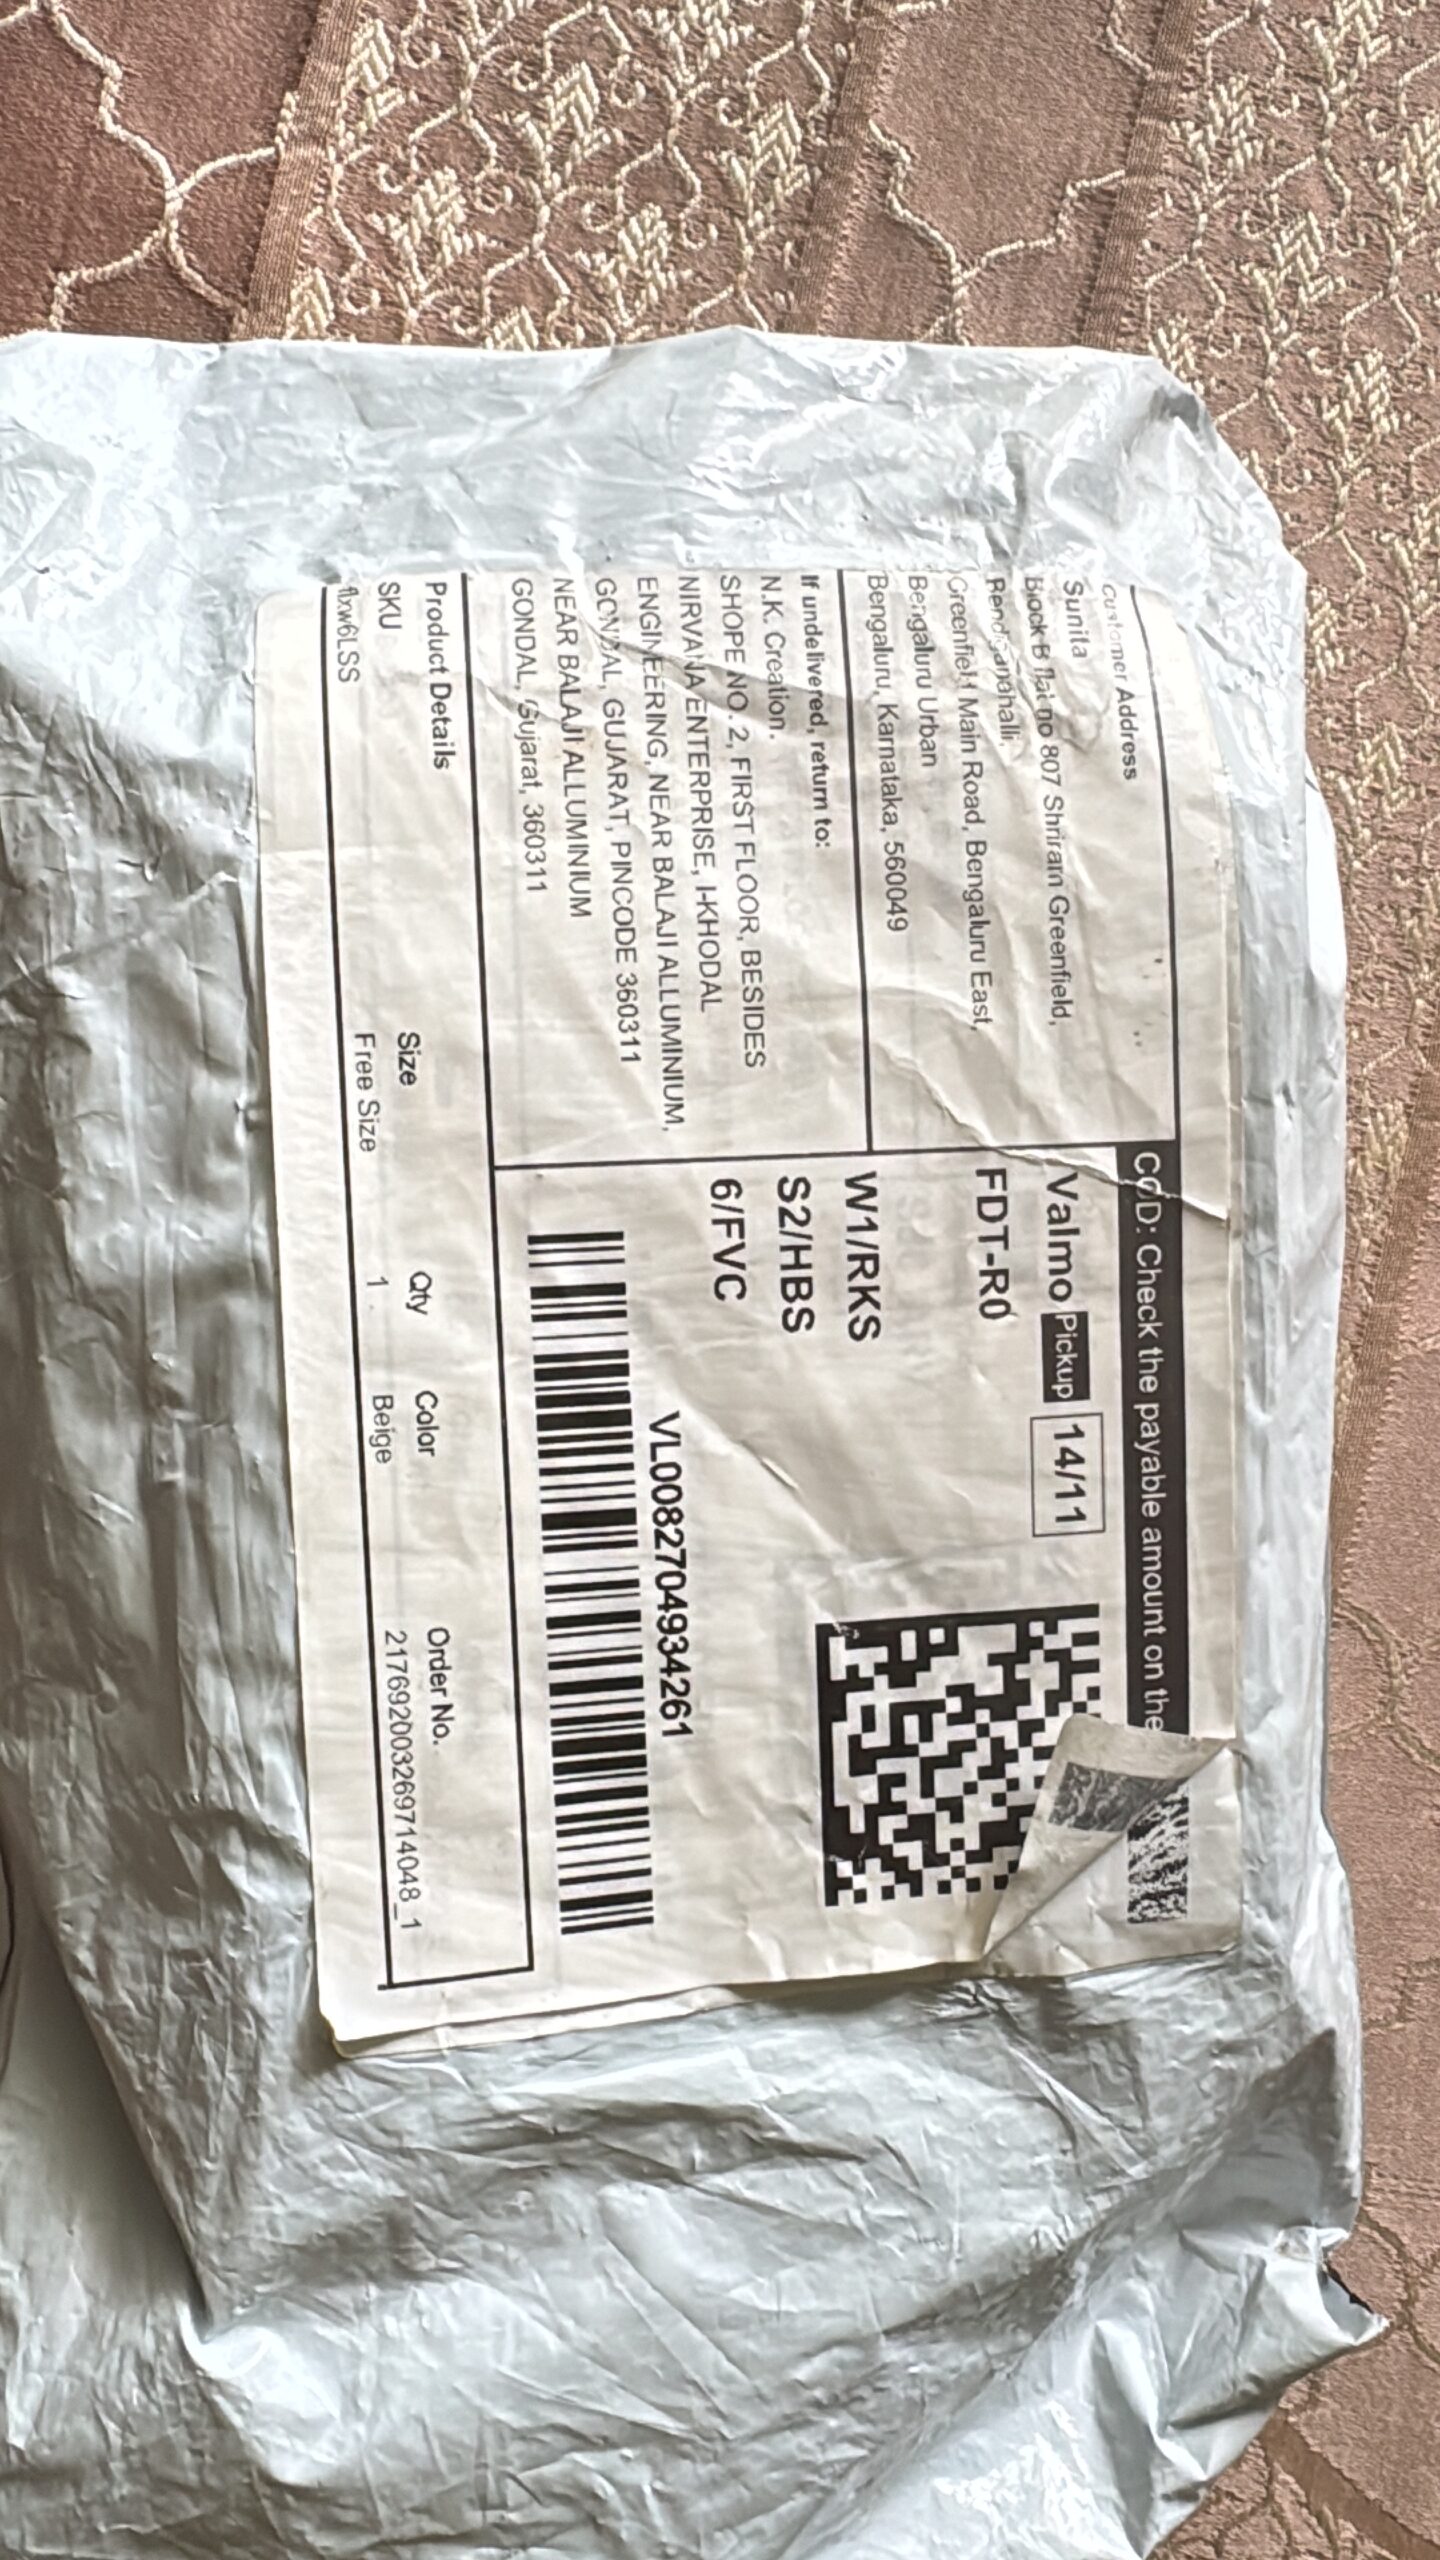 Customer Address
Sunita
Block B flat no 807 Shriram Greenfield,
Bendiganahalli,
Greenfield Main Road, Bengaluru East,
Bengaluru Urban
Bengaluru, Karnataka, 560049
If undelivered, return to:
N.K. Creation.
SHOPE NO. 2, FIRST FLOOR, BESIDES
NIRVANA ENTERPRISE, I-KHODAL
ENGINEERING, NEAR BALAJI ALLUMINIUM,
GONDAL, GUJARAT, PINCODE 360311
NEAR BALAJI ALLUMINIUM
GONDAL, Gujarat, 360311
COD: Check the payable amount on the
Valmo Pickup 14/11
FDT-R0
W1/RKS
S2/HBS
6/FVC
VL0082704934261
Product Details
SKU Size Qty Color Order No.
Free Size 1 Beige 217692003269714048_1